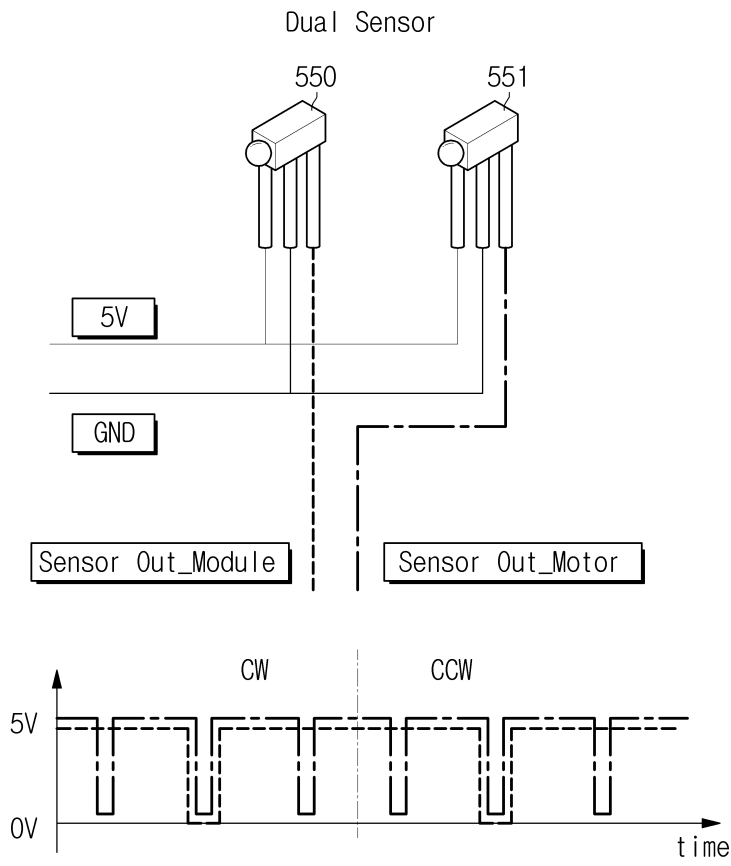 Dual Sensor
550
551
5V
GND
Sensor Out_Module
Sensor Out_Motor
CW
CCW
5V
0V
time